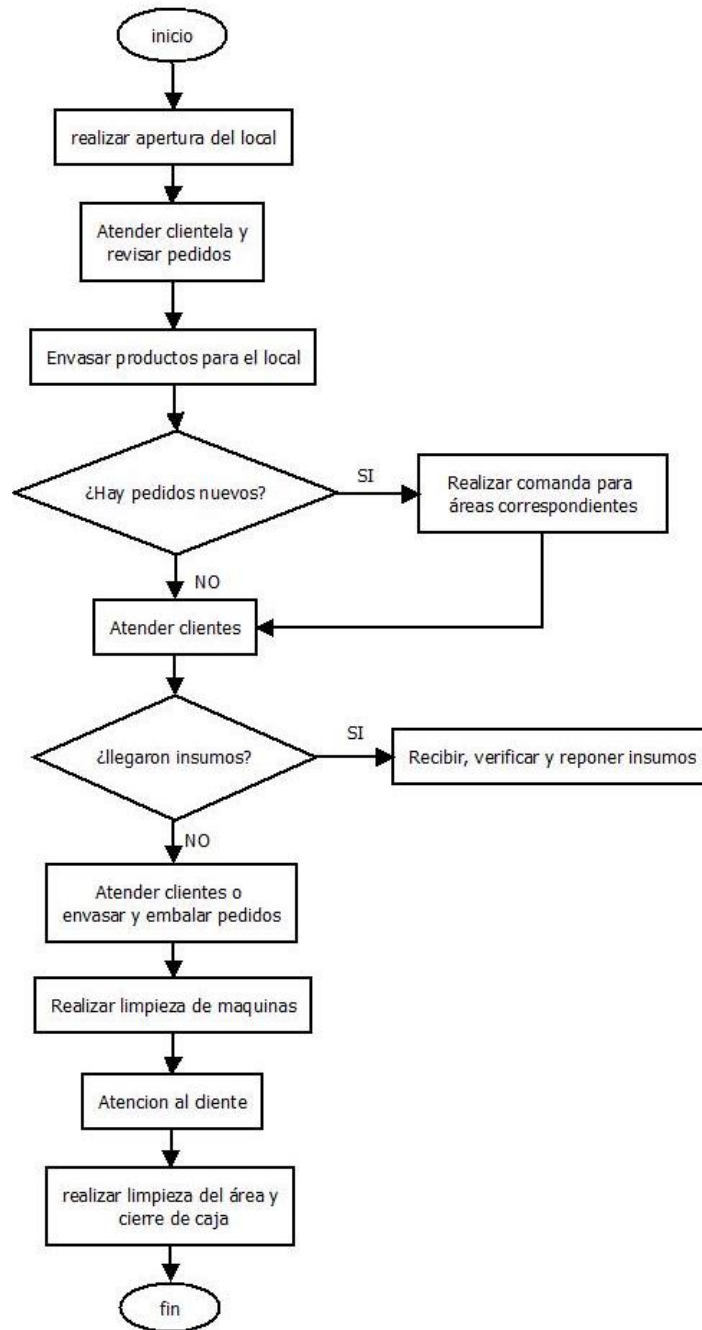 inicio
realizar apertura del local
Atender clientela y
revisar pedidos
Envasar productos para el local
¿Hay pedidos nuevos?
SI
Realizar comanda para
áreas correspondientes
NO
Atender clientes
¿llegaron insumos?
SI
Recibir, verificar y reponer insumos
NO
Atender clientes o
envasar y embalar pedidos
Realizar limpieza de maquinas
Atencion al cliente
realizar limpieza del área y
cierre de caja
fin